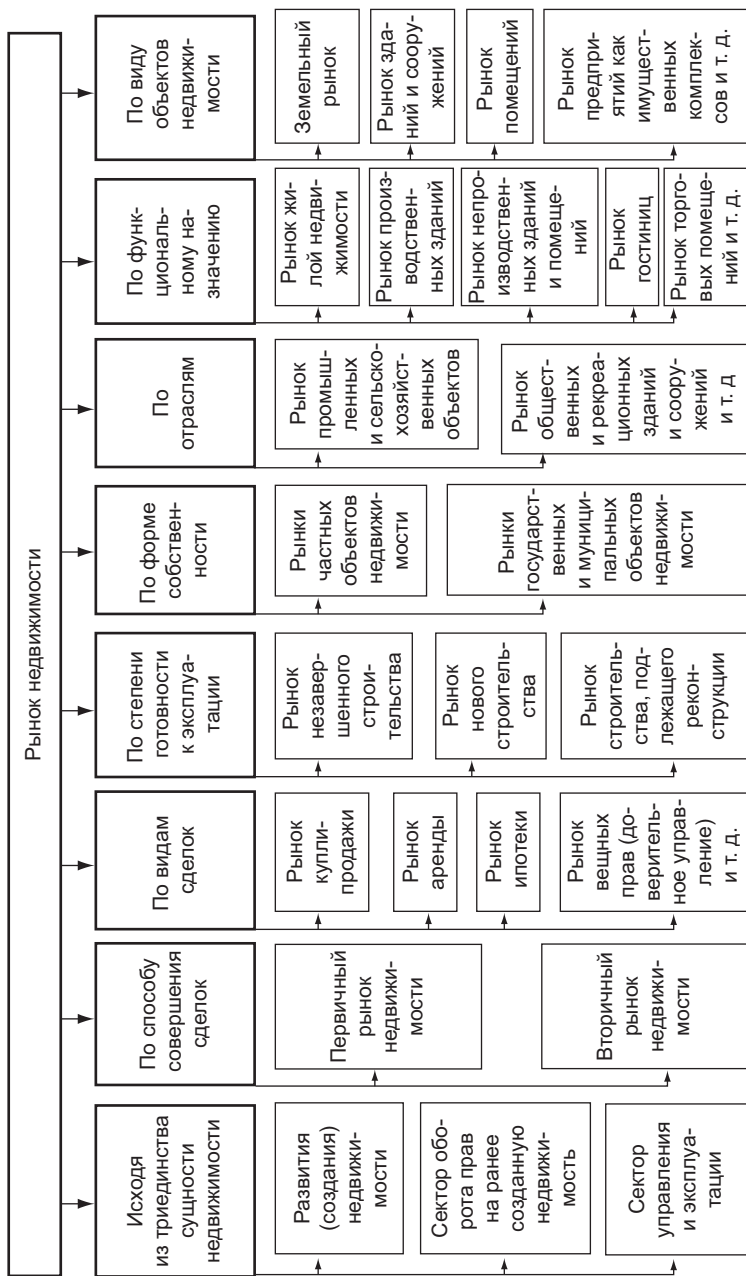 Рынок недвижимости
Исходя
из триединства
сущности
недвижимости
Развития
(создания)
недвижи-
мости
Сектор обо-
рота прав
на ранее
созданную
недвижи-
мость
Сектор
управления
и эксплуа-
тации
По способу
совершения
сделок
Первичный
рынок
недвижи-
мости
Вторичный
рынок
недвижи-
мости
По видам
сделок
Рынок
купли-
продажи
Рынок
аренды
Рынок
ипотеки
Рынок
вещных
прав (до-
веритель-
ное управ-
ление)
и т. д.
По степени
готовности
к эксплуа-
тации
Рынок
незавер-
шенного
строи-
тельства
Рынок
нового
строитель-
ства
Рынок
строитель-
ства, под-
лежащего
рекон-
струкции
По форме
собствен-
ности
Рынки
частных
объектов
недвижи-
мости
Рынки
государст-
венных
и муници-
пальных
объектов
недвижи-
мости
По
отраслям
Рынок
промыш-
ленных
и сельско-
хозяйст-
венных
объектов
Рынок
общест-
венных
и рекреа-
ционных
зданий
и соору-
жений
и т. д
По функ-
циональ-
ному на-
значению
Рынок жи-
лой недви-
жимости
Рынок произ-
водствен-
ных зданий
Рынок непро-
изводствен-
ных зданий
и помеще-
ний
Рынок
гостиниц
Рынок торго-
вых помеще-
ний и т. д.
По виду
объектов
недвижи-
мости
Земельный
рынок
Рынок зда-
ний и соору-
жений
Рынок
помещений
Рынок
предпри-
ятий как
имущест-
венных
комплек-
сов и т. д.